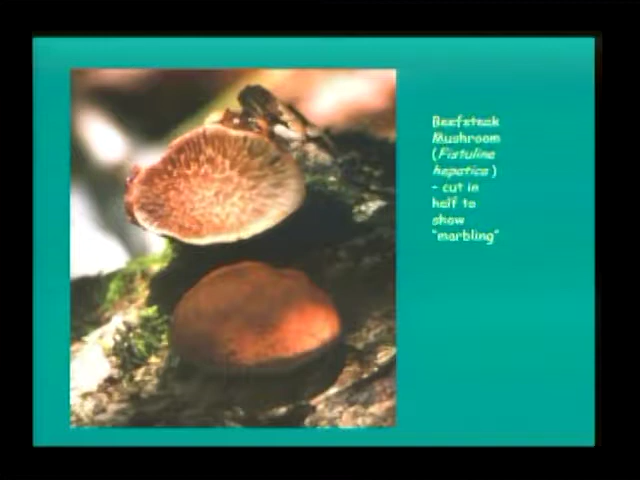 Beefsteak
Mushroom
(Fistulina
hepatica)
- cut in
half to
show
"marbling"